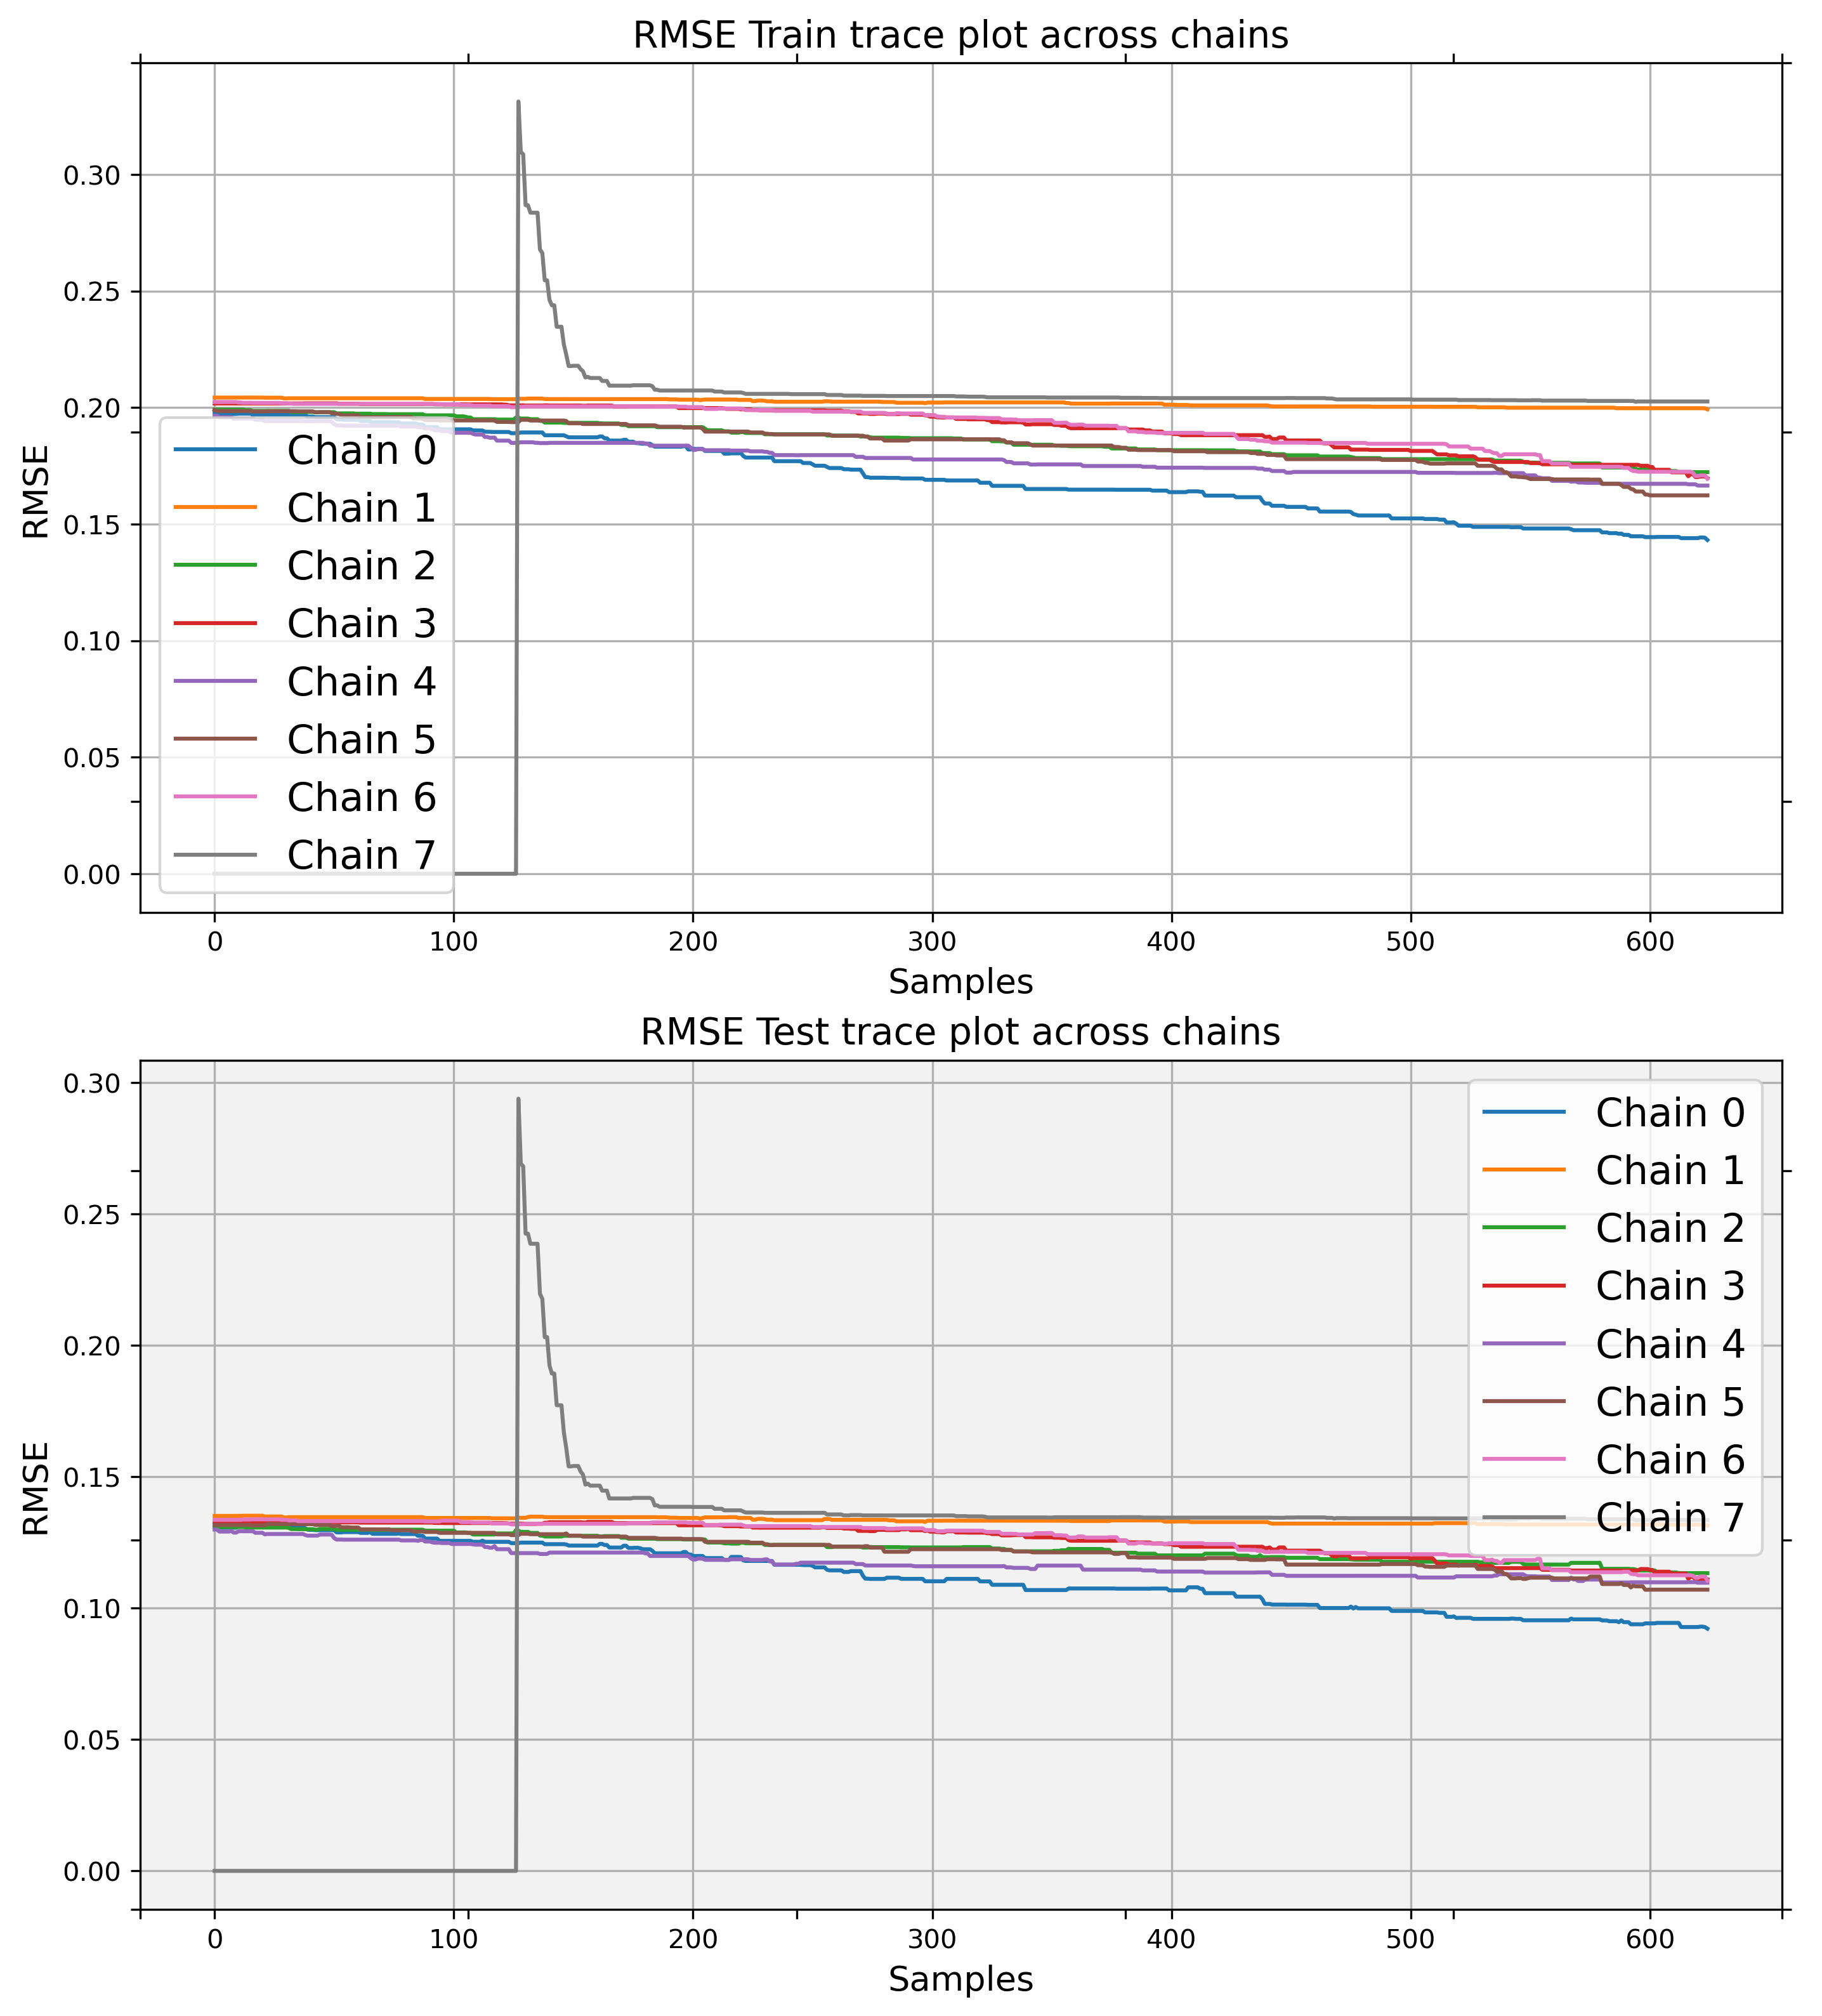 RMSE Train trace plot across chains
RMSE
0.30
0.25
0.20
0.15
0.10
0.05
0.00
Chain 0
Chain 1
Chain 2
Chain 3
Chain 4
Chain 5
Chain 6
Chain 7
0 100 200 300 400 500 600
Samples
RMSE Test trace plot across chains
RMSE
0.30
0.25
0.20
0.15
0.10
0.05
0.00
Chain 0
Chain 1
Chain 2
Chain 3
Chain 4
Chain 5
Chain 6
Chain 7
0 100 200 300 400 500 600
Samples